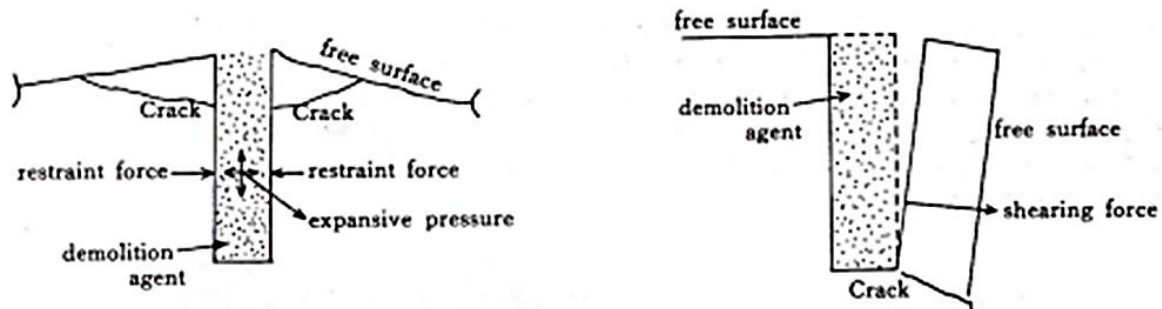 free surface
Crack
Crack
restraint force
restraint force
expansive pressure
demolition
agent
free surface
demolition
agent
free surface
shearing force
Crack